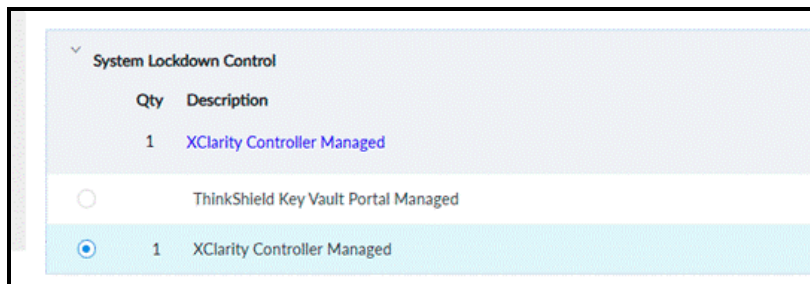 System Lockdown Control
Qty Description
1 XClarity Controller Managed
ThinkShield Key Vault Portal Managed
1 XClarity Controller Managed